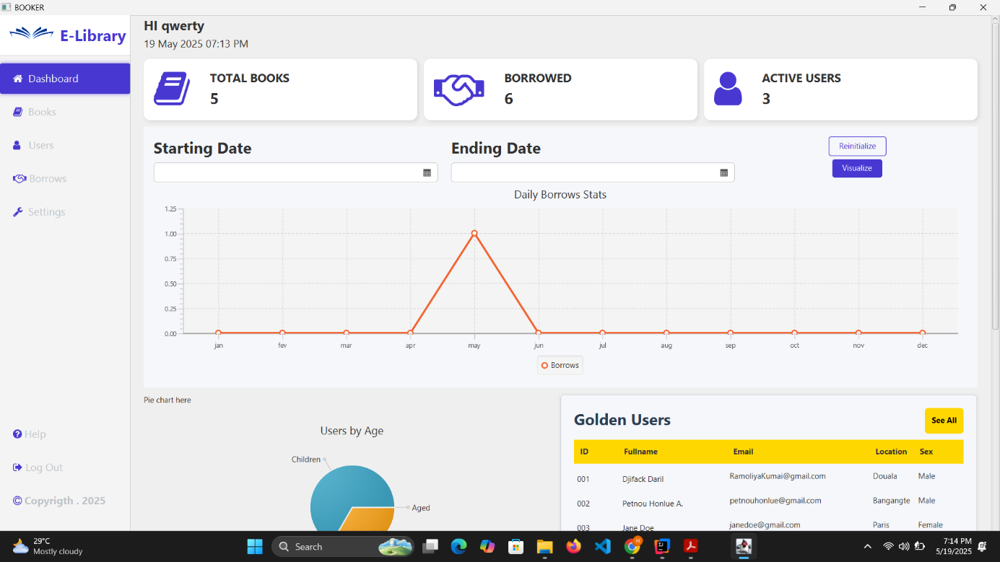 BOOKER
E-Library
Dashboard
Books
Users
Borrows
Settings
Help
Log Out
Copyrigth . 2025
HI qwerty
19 May 2025 07:13 PM
TOTAL BOOKS
5
BORROWED
6
ACTIVE USERS
3
Starting Date
Ending Date
Reinitialize
Visualize
Daily Borrows Stats
1.25
1.00
0.75
0.50
0.25
0.00
jan fev mar apr may jun jul aug sep oct nov dec
Borrows
Pie chart here
Users by Age
Children
Aged
Golden Users
See All
ID Fullname Email Location Sex
001 Djifack Daril RamoliyaKumai@gmail.com Douala Male
002 Petnou Honlue A. petnouhonlue@gmail.com Bangangte Male
003 Jane Doe janedoe@gmail.com Paris Female
29°C
Mostly cloudy
Search
7:14 PM
5/19/2025